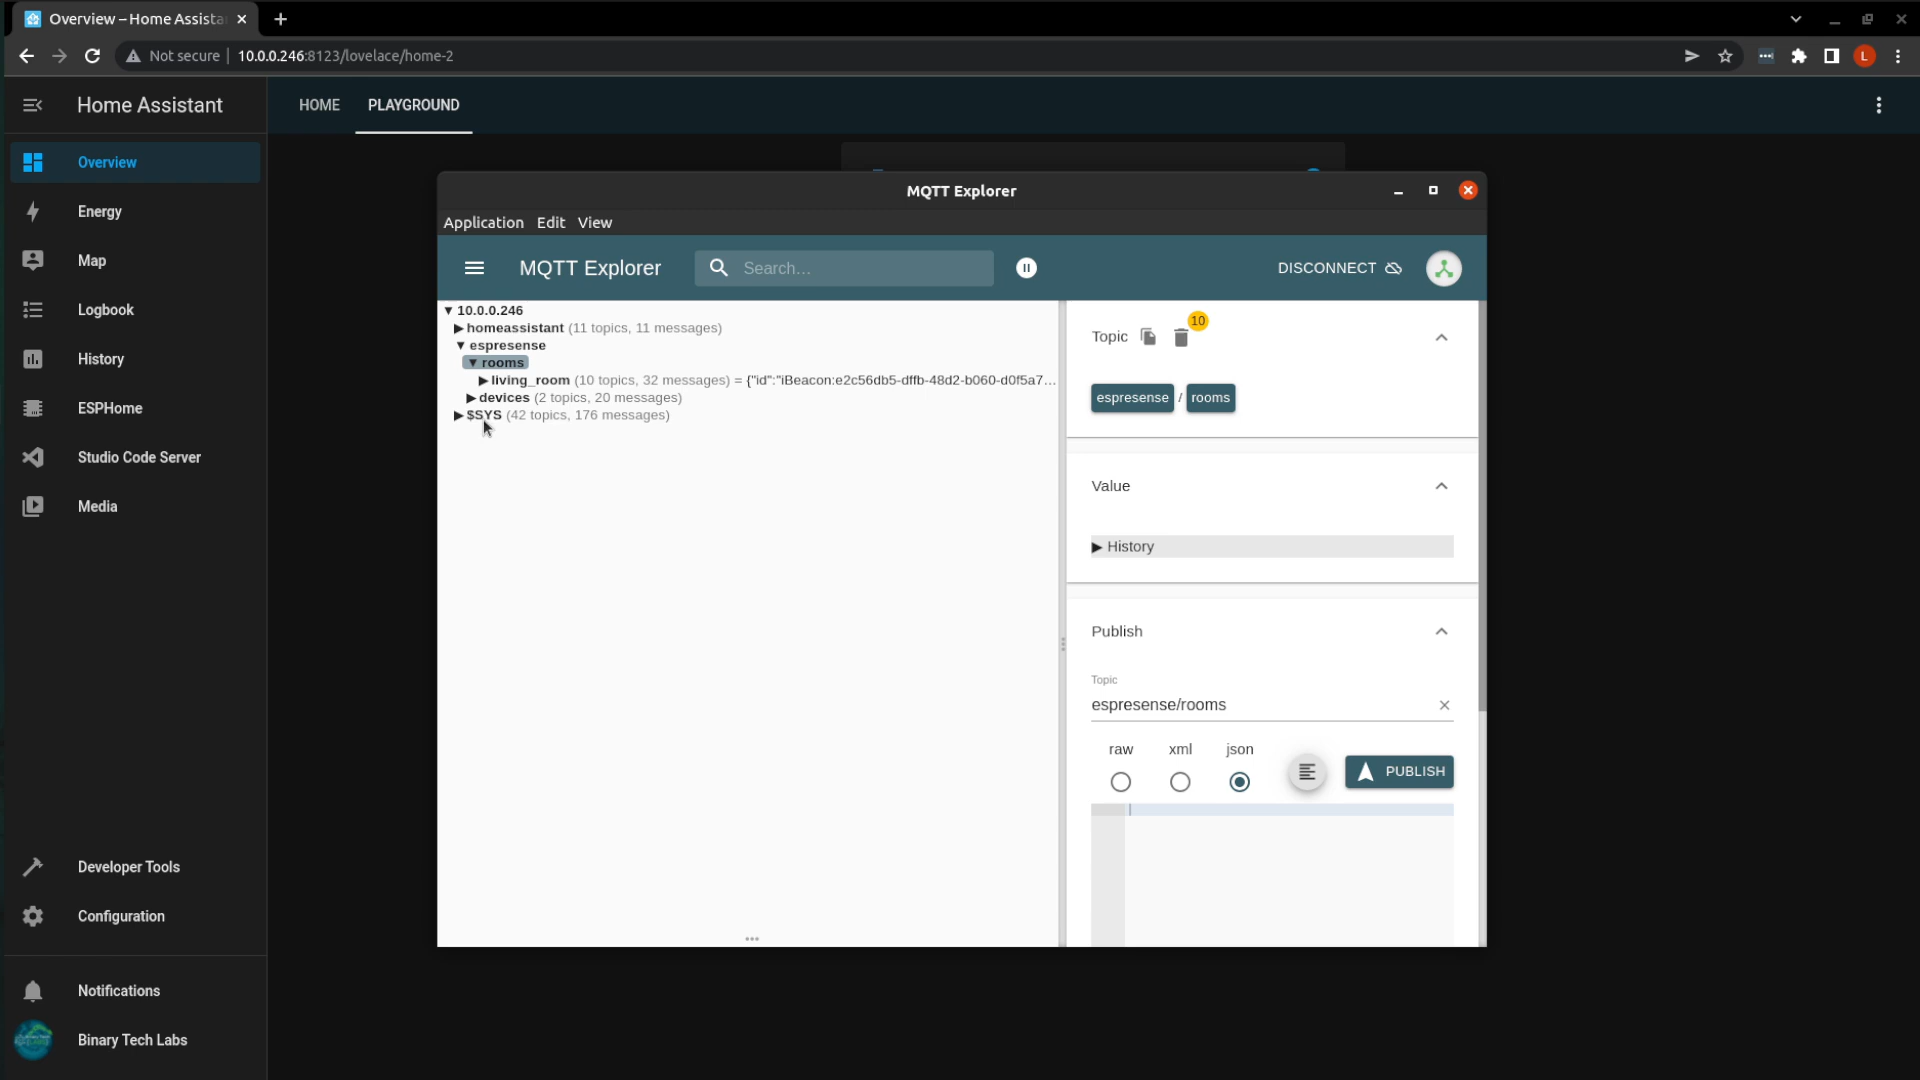 Overview – Home Assista
Not secure
10.0.0.246:8123/lovelace/home-2
L
Home Assistant
HOME
PLAYGROUND
Overview
Energy
Map
Logbook
History
ESPHome
Studio Code Server
Media
Developer Tools
Configuration
Notifications
Binary Tech Labs
MQTT Explorer
Application Edit View
MQTT Explorer
Search...
DISCONNECT
▼ 10.0.0.246
▶ homeassistant (11 topics, 11 messages)
▼ espresense
▼ rooms
▶ living_room (10 topics, 32 messages) = {"id":"iBeacon:e2c56db5-dffb-48d2-b060-d0f5a7...
▶ devices (2 topics, 20 messages)
▶ $SYS (42 topics, 176 messages)
Topic
10
espresense / rooms
Value
▶ History
Publish
Topic
espresense/rooms
raw xml json
PUBLISH